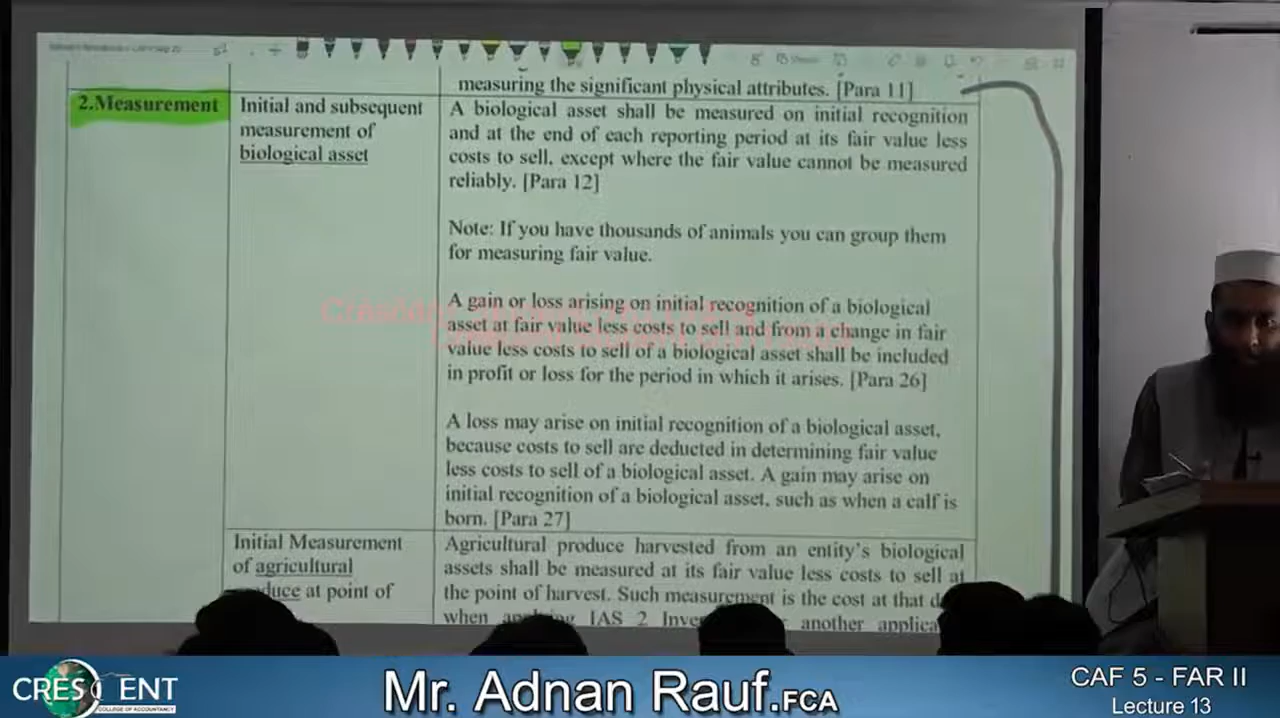 measuring the significant physical attributes. [Para 11]
2.Measurement
Initial and subsequent
measurement of
biological asset
A biological asset shall be measured on initial recognition
and at the end of each reporting period at its fair value less
costs to sell, except where the fair value cannot be measured
reliably. [Para 12]
Note: If you have thousands of animals you can group them
for measuring fair value.
A gain or loss arising on initial recognition of a biological
asset at fair value less costs to sell and from a change in fair
value less costs to sell of a biological asset shall be included
in profit or loss for the period in which it arises. [Para 26]
A loss may arise on initial recognition of a biological asset,
because costs to sell are deducted in determining fair value
less costs to sell of a biological asset. A gain may arise on
initial recognition of a biological asset, such as when a calf is
born. [Para 27]
Initial Measurement
of agricultural
at point of
Agricultural produce harvested from an entity's biological
assets shall be measured at its fair value less costs to sell at
the point of harvest. Such measurement is the cost at that
when IAS 2 another
CRESCENT
COLLEGE OF ACCOUNTANCY
Mr. Adnan Rauf.FCA
CAF 5 - FAR II
Lecture 13